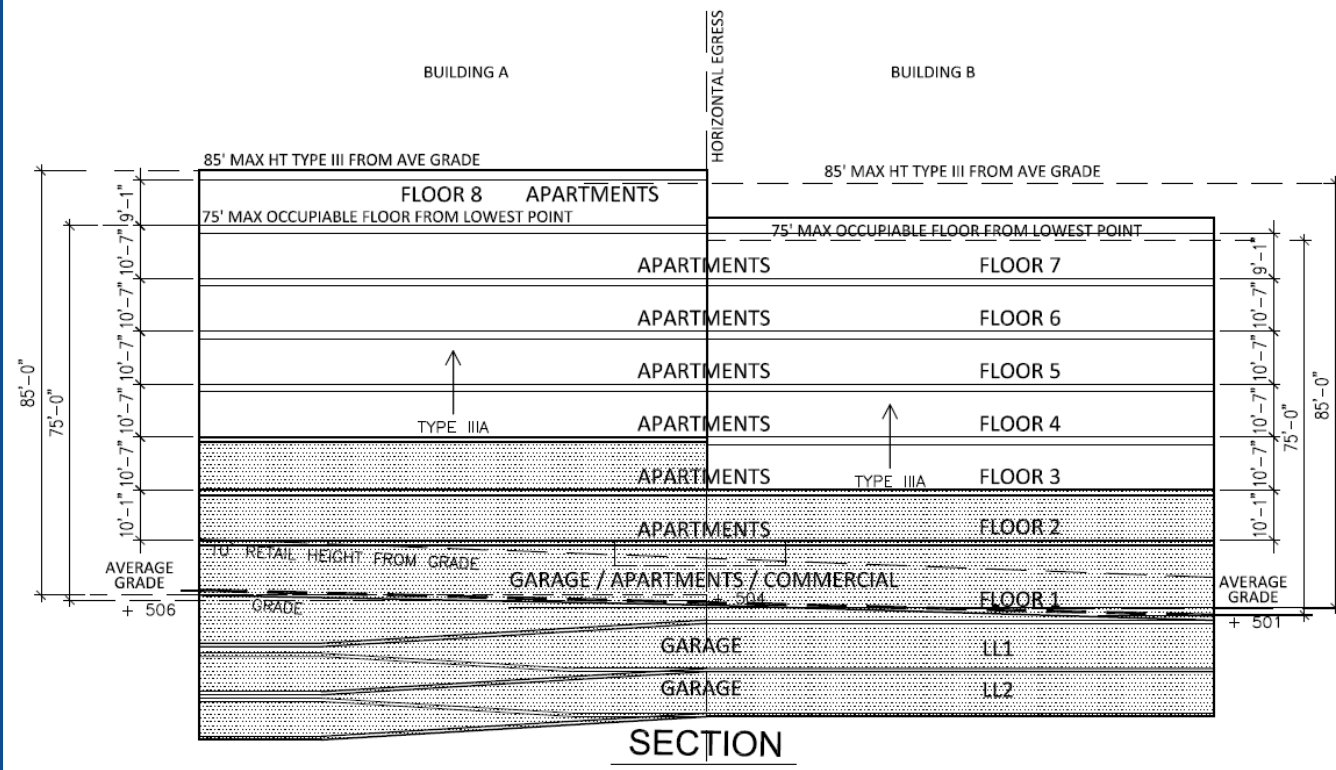 BUILDING A
HORIZONTAL EGRESS
BUILDING B
85' MAX HT TYPE III FROM AVE GRADE
85' MAX HT TYPE III FROM AVE GRADE
FLOOR 8 APARTMENTS
75' MAX OCCUPIABLE FLOOR FROM LOWEST POINT
75' MAX OCCUPIABLE FLOOR FROM LOWEST POINT
APARTMENTS FLOOR 7
APARTMENTS FLOOR 6
APARTMENTS FLOOR 5
APARTMENTS FLOOR 4
TYPE IIIA
APARTMENTS FLOOR 3
TYPE IIIA
APARTMENTS FLOOR 2
10' RETAIL HEIGHT FROM GRADE
GARAGE / APARTMENTS / COMMERCIAL
FLOOR 1
GRADE
+ 504
GARAGE LL1
GARAGE LL2
85'-0"
75'-0"
9'-1"
10'-7"
10'-7"
10'-7"
10'-7"
10'-7"
10'-1"
AVERAGE
GRADE
+ 506
9'-1"
10'-7"
10'-7"
10'-7"
10'-7"
10'-1"
75'-0"
85'-0"
AVERAGE
GRADE
+ 501
SECTION